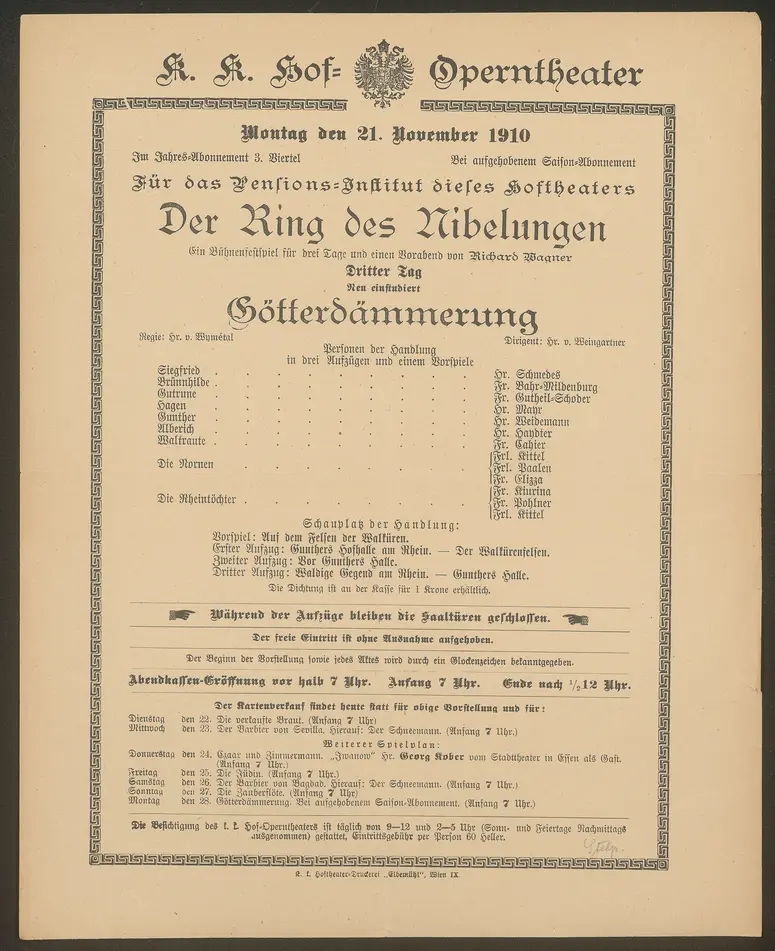 K. K. Hof= Operntheater
Montag den 21. November 1910
Im Jahres=Abonnement 3. Viertel Bei aufgehobenem Saison=Abonnement
Für das Pensions=Institut dieses Hoftheaters
Der Ring des Nibelungen
Ein Bühnenfestspiel für drei Tage und einen Vorabend von Richard Wagner
Dritter Tag
Neu einstudiert
Götterdämmerung
Regie: Hr. v. Wymétal Dirigent: Hr. v. Weingartner
Personen der Handlung
in drei Aufzügen und einem Vorspiele
Siegfried . . . . . . . . Hr. Schmedes
Brünnhilde . . . . . . . . Fr. Bahr=Mildenburg
Gutrune . . . . . . . . Fr. Gutheil=Schoder
Hagen . . . . . . . . Hr. Mayr
Gunther . . . . . . . . Hr. Weidemann
Alberich . . . . . . . . Hr. Haydter
Waltraute . . . . . . . . Fr. Cahier
Frl. Kittel
Die Nornen . . . . . . . Frl. Paalen
Fr. Elizza
Fr. Kiurina
Die Rheintöchter . . . . . . . Fr. Pohlner
Frl. Kittel
Schauplatz der Handlung:
Vorspiel: Auf dem Felsen der Walküren.
Erster Aufzug: Gunthers Hofhalle am Rhein. — Der Walkürenfelsen.
Zweiter Aufzug: Vor Gunthers Halle.
Dritter Aufzug: Waldige Gegend am Rhein. — Gunthers Halle.
Die Dichtung ist an der Kasse für 1 Krone erhältlich.
Während der Aufzüge bleiben die Saaltüren geschlossen.
Der freie Eintritt ist ohne Ausnahme aufgehoben.
Der Beginn der Vorstellung sowie jedes Aktes wird durch ein Glockenzeichen bekanntgegeben.
Abendkassen=Eröffnung vor halb 7 Uhr. Anfang 7 Uhr. Ende nach 1/2 12 Uhr.
Der Kartenverkauf findet heute statt für obige Vorstellung und für:
Dienstag den 22. Die verkaufte Braut. (Anfang 7 Uhr)
Mittwoch den 23. Der Barbier von Sevilla. Hierauf: Der Schneemann. (Anfang 7 Uhr.)
Weiterer Spielplan:
Donnerstag den 24. Czaar und Zimmermann. „Iwanow“ Hr. Georg Kober vom Stadttheater in Essen als Gast.
(Anfang 7 Uhr.)
Freitag den 25. Die Jüdin. (Anfang 7 Uhr.)
Samstag den 26. Der Barbier von Bagdad. Hierauf: Der Schneemann. (Anfang 7 Uhr.)
Sonntag den 27. Die Zauberflöte. (Anfang 7 Uhr)
Montag den 28. Götterdämmerung. Bei aufgehobenem Saison=Abonnement. (Anfang 7 Uhr.)
Die Besichtigung des k. k. Hof=Operntheaters ist täglich von 9—12 und 2—5 Uhr (Sonn= und Feiertage Nachmittags
ausgenommen) gestattet, Eintrittsgebühr per Person 60 Heller.
K. k. Hoftheater=Druckerei „Elbemühl“, Wien IX.